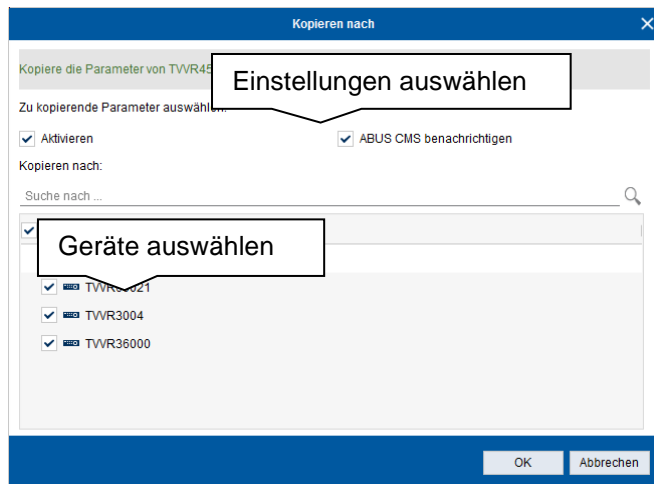 Kopieren nach
Kopiere die Parameter von TVVR45
Einstellungen auswählen
Zu kopierende Parameter auswählen:
Aktivieren
ABUS CMS benachrichtigen
Kopieren nach:
Suche nach ...
Geräte auswählen
TVVR3004
TVVR36000
OK
Abbrechen